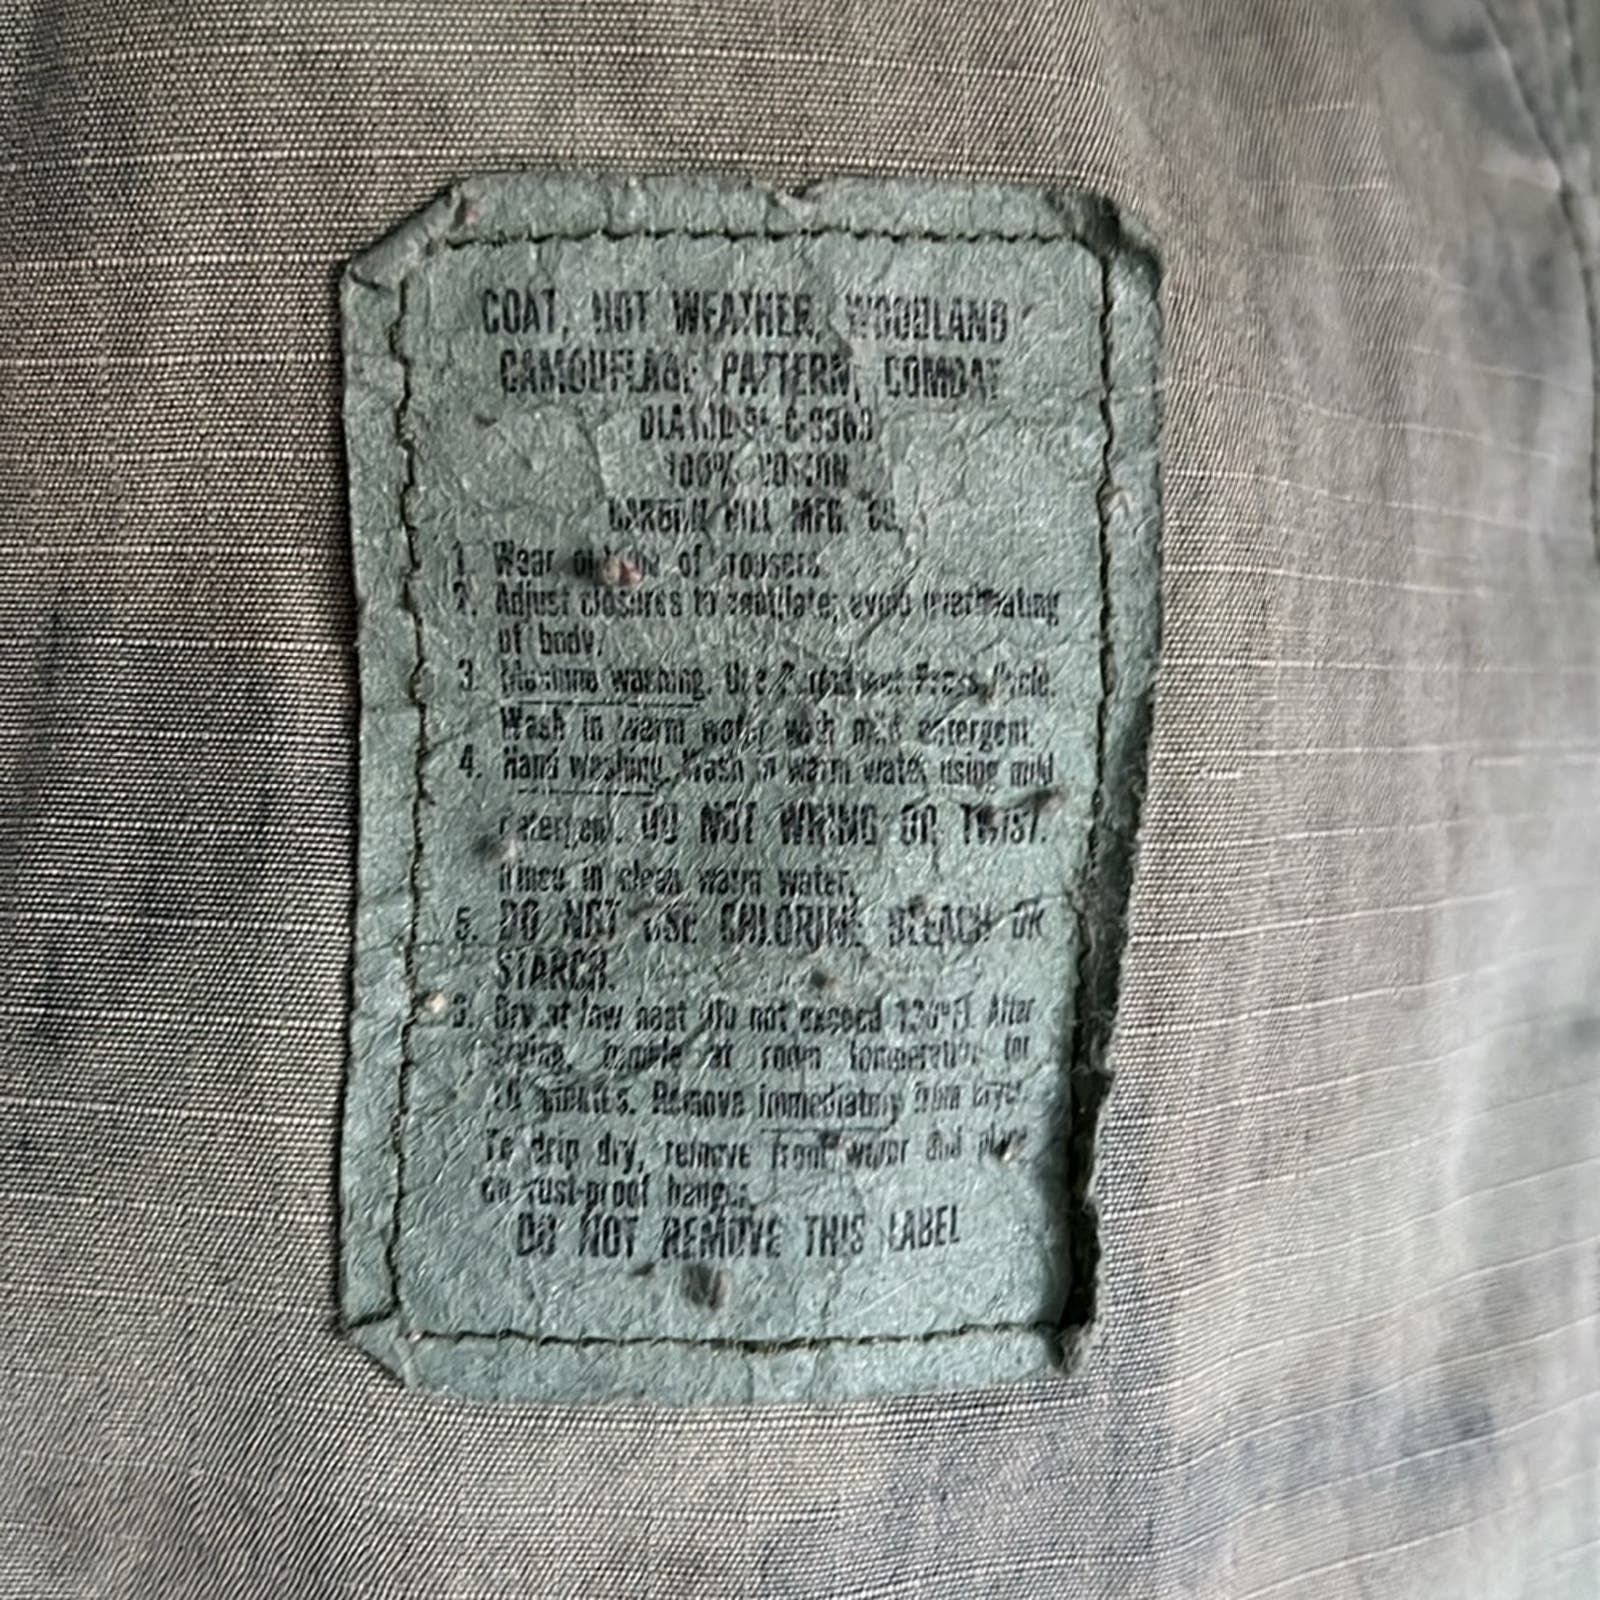 COAT, HOT WEATHER, WOODLAND
CAMOUFLAGE PATTERN, COMBAT
100% COTTON
MFG. CO.
1. Wear outside of trousers.
2. Adjust closures to ventilate; avoid overheating
of body.
3. Machine washing. Use Permanent Press Cycle.
Wash in warm water with mild detergent.
4. Hand washing. Wash in warm water using mild
detergent. DO NOT WRING OR TWIST.
Rinse in clean warm water.
5. DO NOT USE CHLORINE BLEACH OR
STARCH.
6. Dry at low heat (Do not exceed After
drying, at room temperature for
minutes. Remove immediately from
To drip dry, remove from and place
on rust-proof hanger.
DO NOT REMOVE THIS LABEL